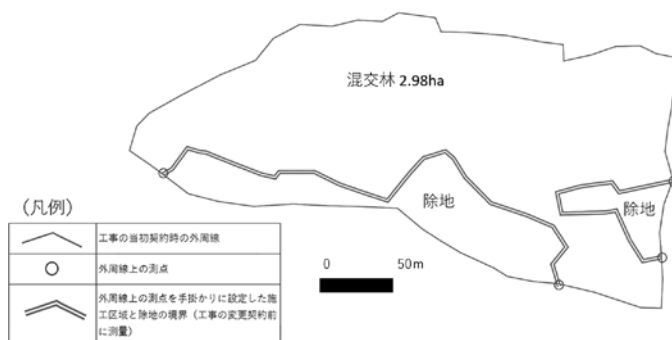 混交林 2.98ha
除地
除地
(凡例)
工事の当初契約時の外周線
外周線上の測点
外周線上の測点を手掛かりに設定した施
工区域と除地の境界（工事の変更契約前
に測量）
0 50m